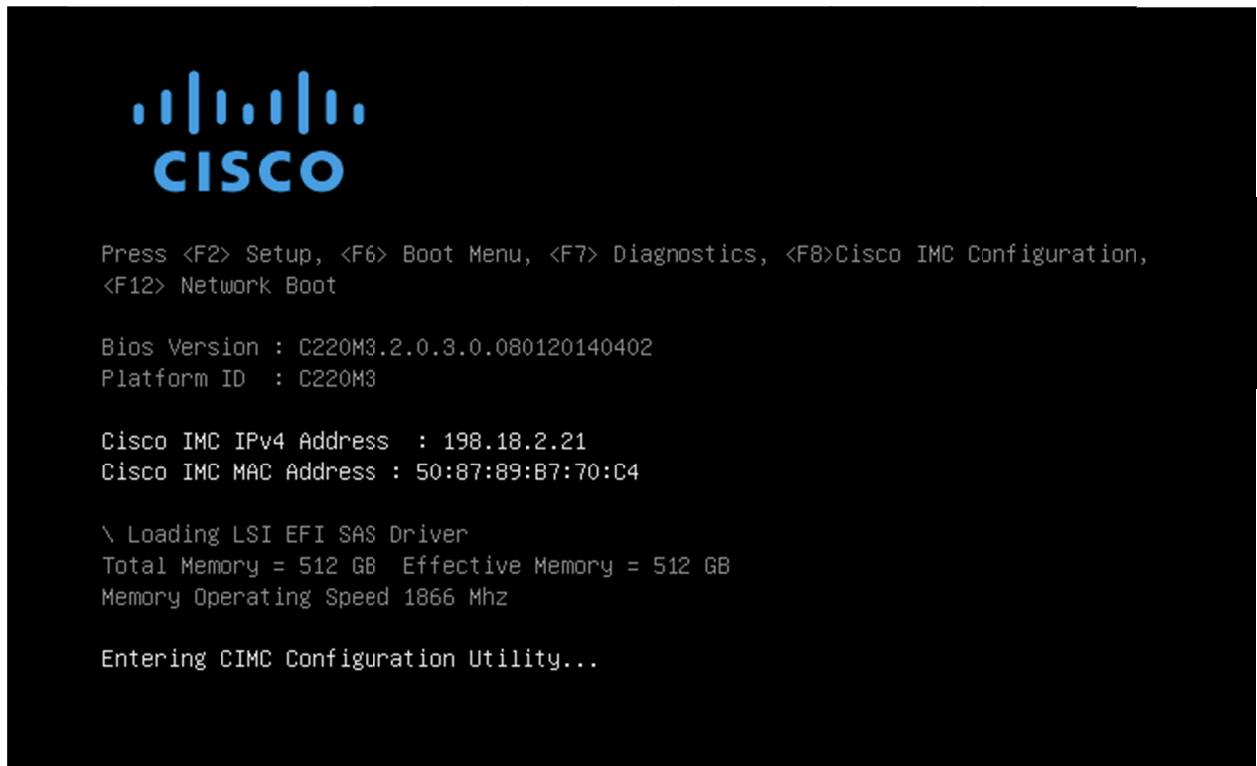 CISCO
Press <F2> Setup, <F6> Boot Menu, <F7> Diagnostics, <F8>Cisco IMC Configuration,
<F12> Network Boot
Bios Version : C220M3.2.0.3.0.080120140402
Platform ID  : C220M3
Cisco IMC IPv4 Address  : 198.18.2.21
Cisco IMC MAC Address : 50:87:89:B7:70:C4
\ Loading LSI EFI SAS Driver
Total Memory = 512 GB  Effective Memory = 512 GB
Memory Operating Speed 1866 Mhz
Entering CIMC Configuration Utility...